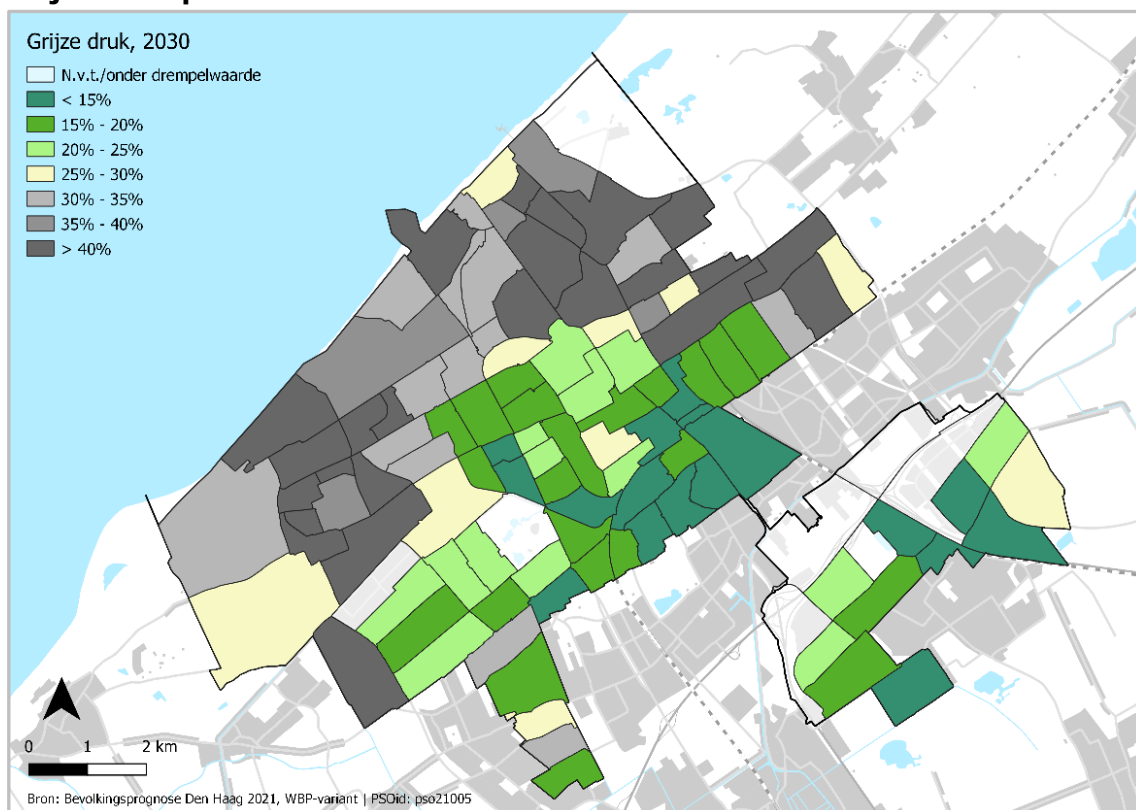 Grijze druk, 2030
N.v.t./onder drempelwaarde
< 15%
15% - 20%
20% - 25%
25% - 30%
30% - 35%
35% - 40%
> 40%
0 1 2 km
Bron: Bevolkingsprognose Den Haag 2021, WBP-variant | PSOid: pso21005